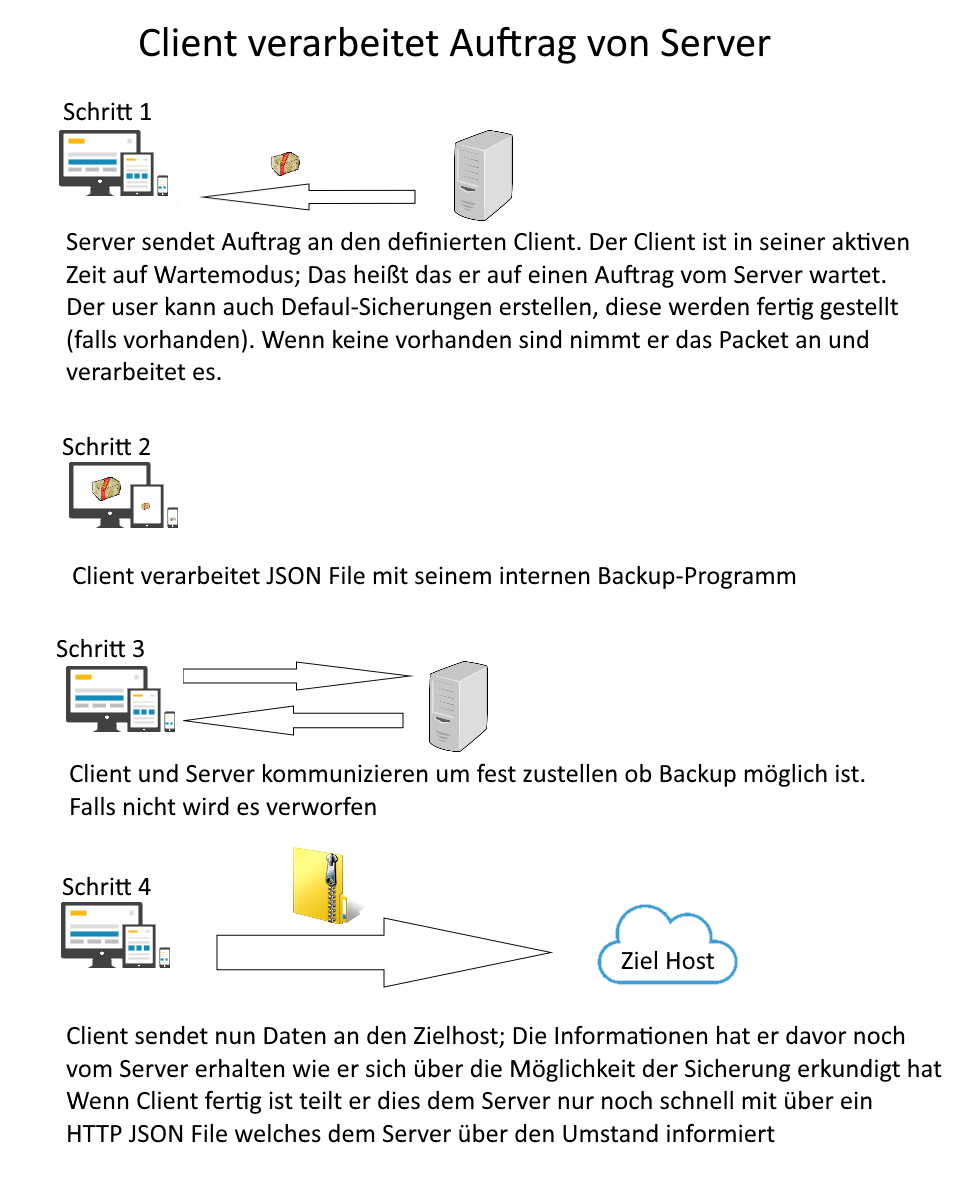 Client verarbeitet Auftrag von Server
Schritt 1
Server sendet Auftrag an den definierten Client. Der Client ist in seiner aktiven
Zeit auf Wartemodus; Das heißt das er auf einen Auftrag vom Server wartet.
Der user kann auch Defaul-Sicherungen erstellen, diese werden fertig gestellt
(falls vorhanden). Wenn keine vorhanden sind nimmt er das Packet an und
verarbeitet es.
Schritt 2
Client verarbeitet JSON File mit seinem internen Backup-Programm
Schritt 3
Client und Server kommunizieren um fest zustellen ob Backup möglich ist.
Falls nicht wird es verworfen
Schritt 4
Ziel Host
Client sendet nun Daten an den Zielhost; Die Informationen hat er davor noch
vom Server erhalten wie er sich über die Möglichkeit der Sicherung erkundigt hat
Wenn Client fertig ist teilt er dies dem Server nur noch schnell mit über ein
HTTP JSON File welches dem Server über den Umstand informiert